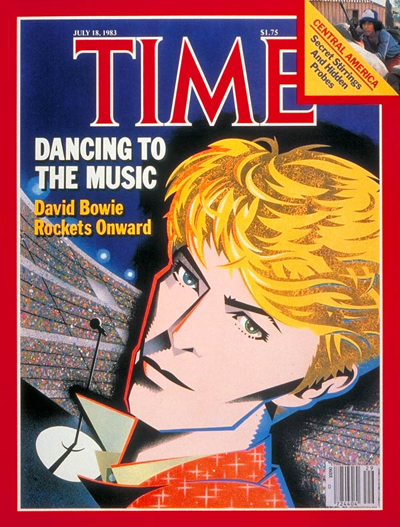 JULY 18, 1983
$1.75
TIME
CENTRAL AMERICA
Secret Stirrings
And Hidden
Probes
DANCING TO
THE MUSIC
David Bowie
Rockets Onward
724404